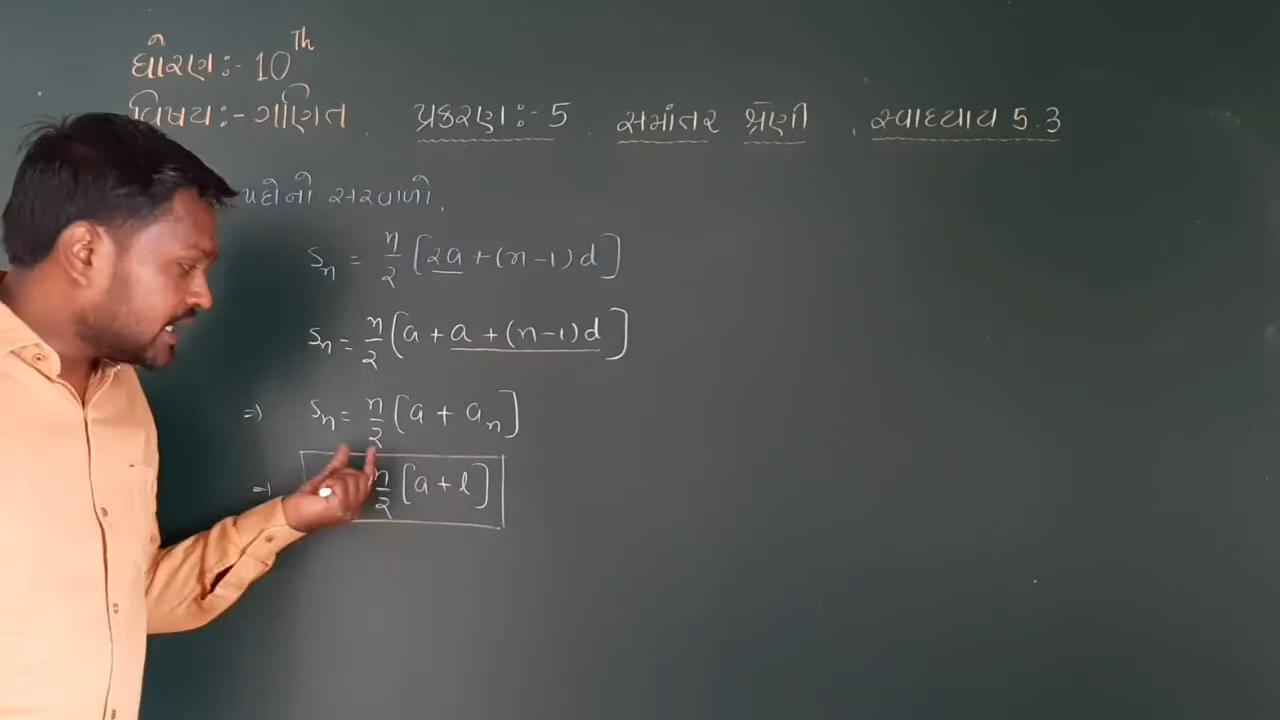 ધોરણ:- 10Th
વિષય:- ગણિત. પ્રકરણ:- 5. સમાંતર શ્રેણી, સ્વાધ્યાય 5.3
પદોનો સરવાળો.
Sn = n/2 [2a + (n-1)d]
Sn = n/2 [a + a + (n-1)d]
⇒ Sn = n/2 [a + an]
⇒ n/2 [a + l]